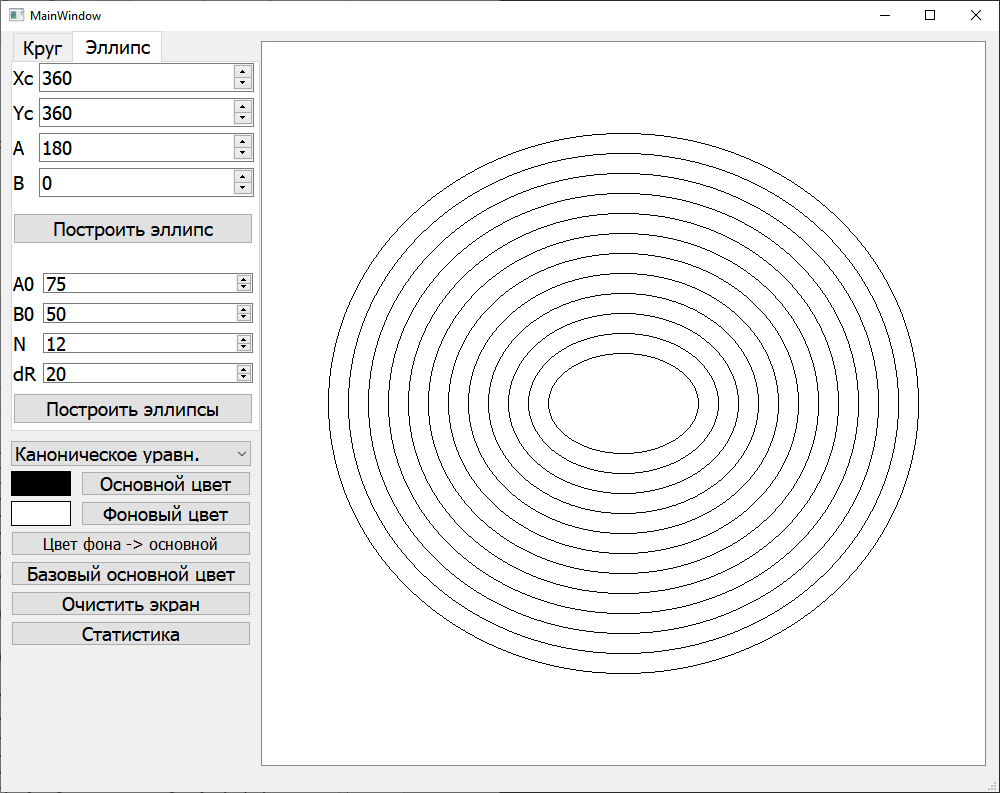 MainWindow
Круг Эллипс
Xc 360
Yc 360
A 180
B 0
Построить эллипс
A0 75
B0 50
N 12
dR 20
Построить эллипсы
Каноническое уравн.
Основной цвет
Фоновый цвет
Цвет фона -> основной
Базовый основной цвет
Очистить экран
Статистика